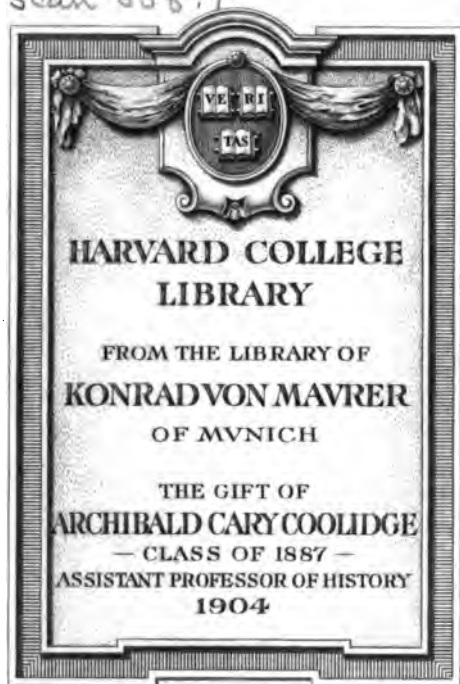 Scan
VE RI
TAS
HARVARD COLLEGE
LIBRARY
FROM THE LIBRARY OF
KONRAD VON MAVRER
OF MVNICH
THE GIFT OF
ARCHIBALD CARY COOLIDGE
— CLASS OF 1887 —
ASSISTANT PROFESSOR OF HISTORY
1904